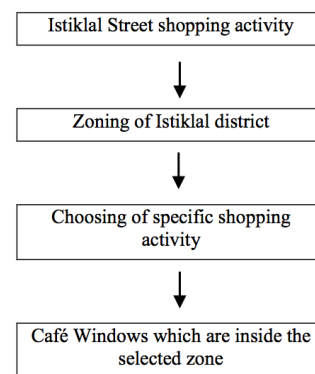 Istiklal Street shopping activity
Zoning of Istiklal district
Choosing of specific shopping
activity
Café Windows which are inside the
selected zone